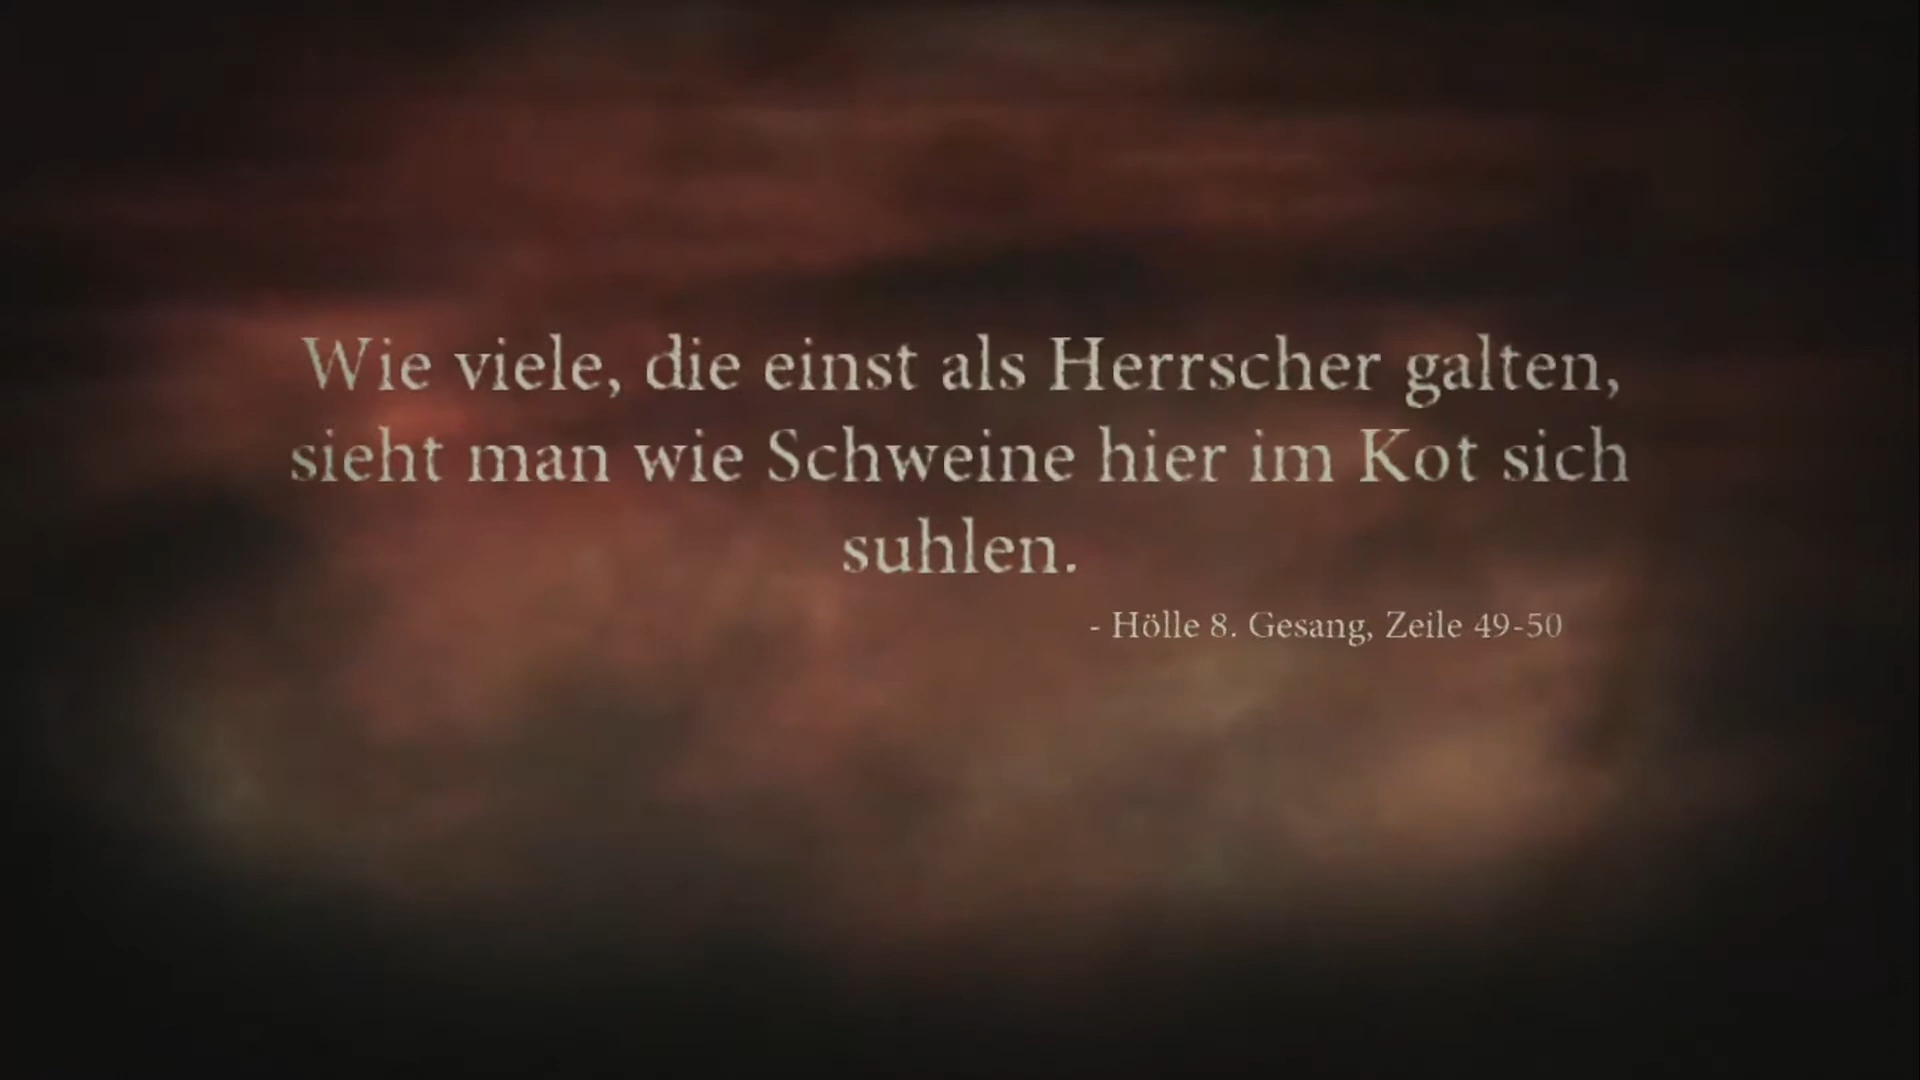 Wie viele, die einst als Herrscher galten,
sieht man wie Schweine hier im Kot sich
suhlen.
- Hölle 8. Gesang, Zeile 49-50